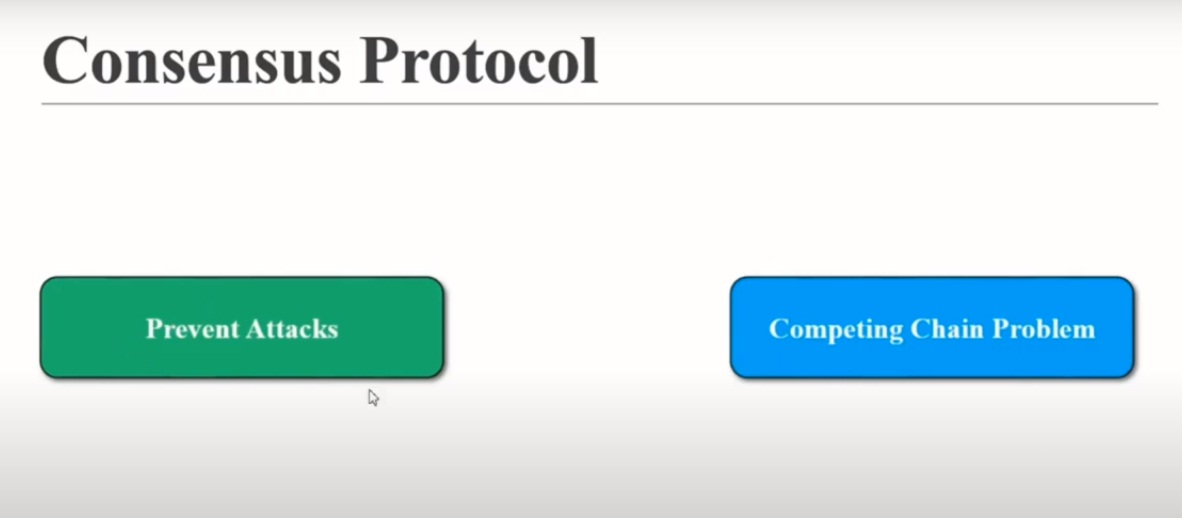 Consensus Protocol
Prevent Attacks
Competing Chain Problem